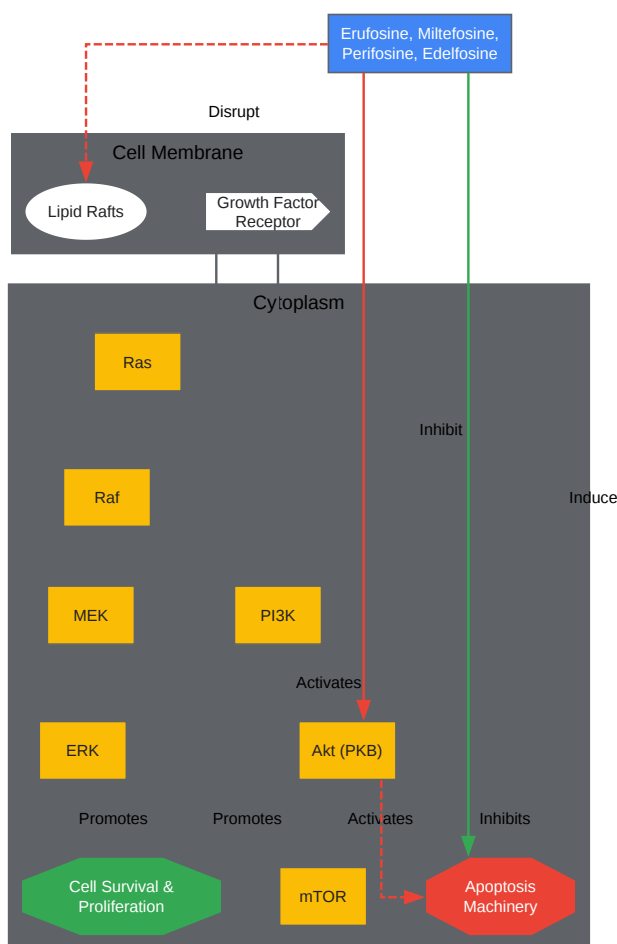 Erufosine, Miltefosine,
Perifosine, Edelfosine
Disrupt
Cell Membrane
Lipid Rafts
Growth Factor
Receptor
Cytoplasm
Ras
Inhibit
Raf
Induce
MEK
PI3K
Activates
ERK
Akt (PKB)
Promotes
Promotes
Activates
Inhibits
Cell Survival &
Proliferation
mTOR
Apoptosis
Machinery